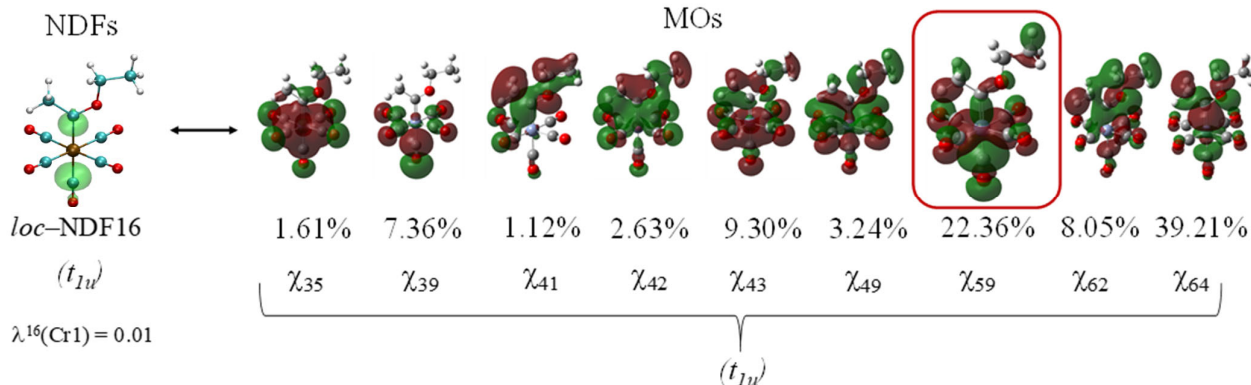 NDFs
MOs
loc–NDF16
1.61% 7.36% 1.12% 2.63% 9.30% 3.24% 22.36% 8.05% 39.21%
(t₁ᵤ)
χ₃₅ χ₃₉ χ₄₁ χ₄₂ χ₄₃ χ₄₉ χ₅₉ χ₆₂ χ₆₄
λ¹⁶(Cr1) = 0.01
(t₁ᵤ)